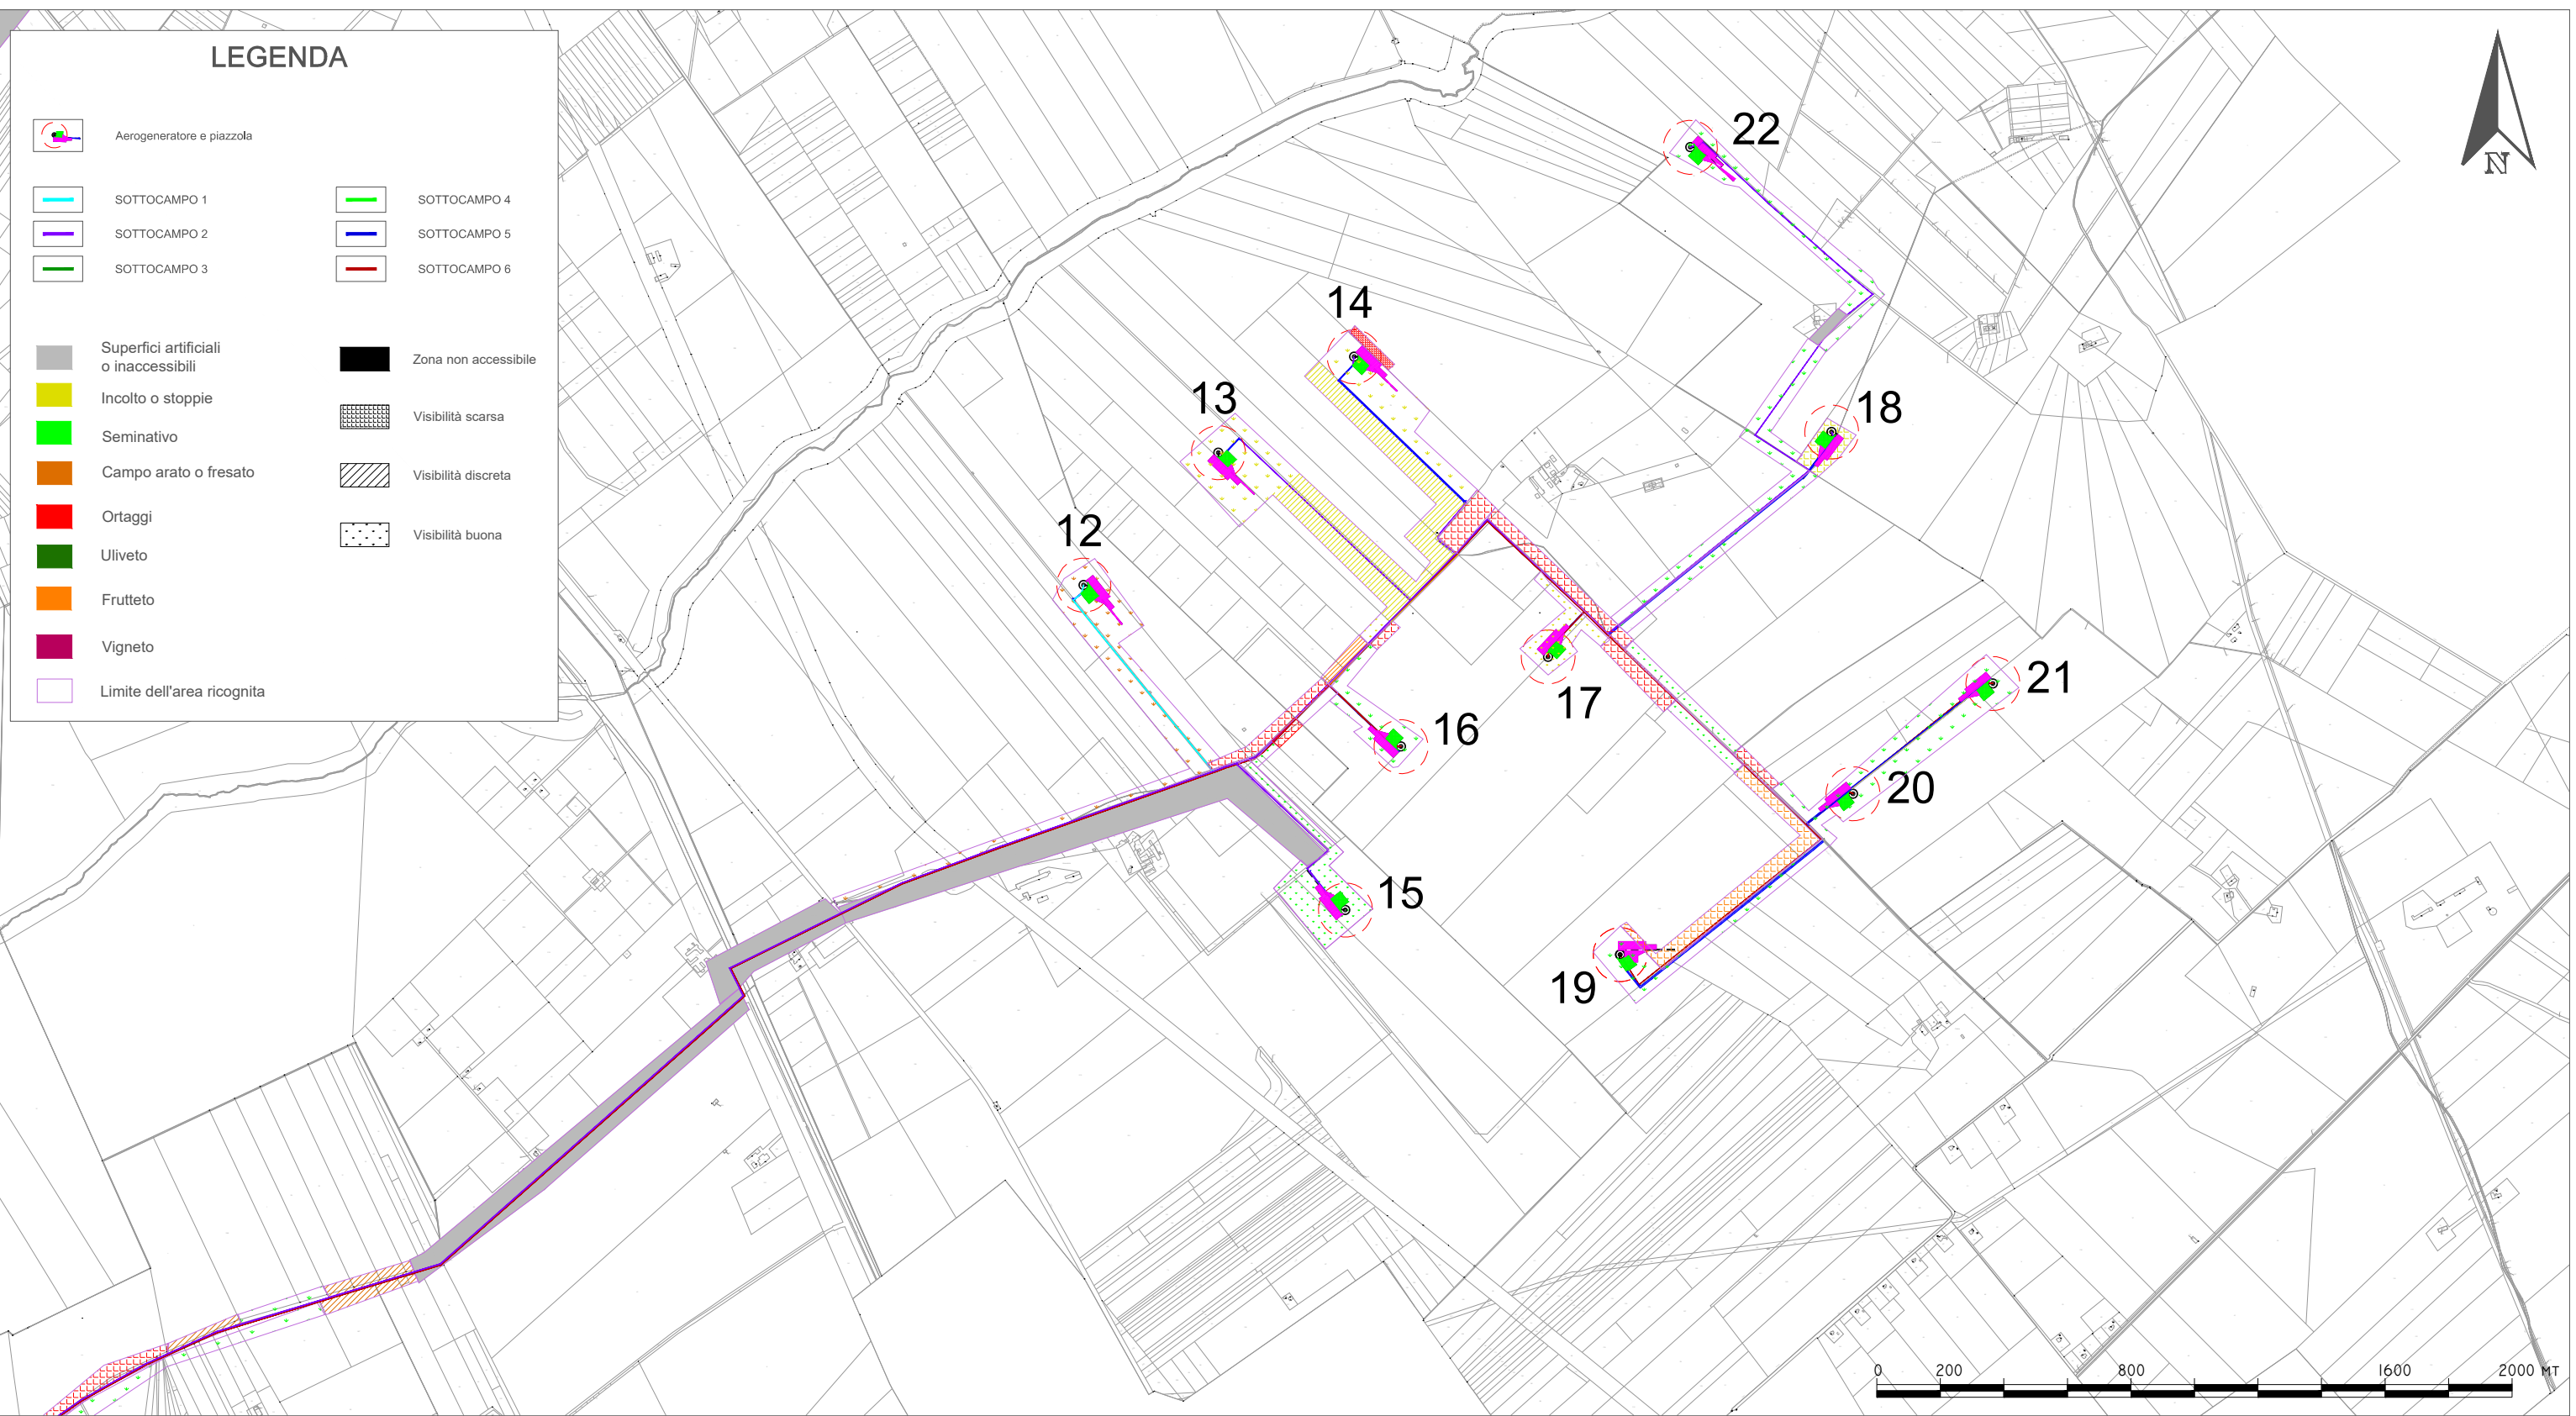 LEGENDA
Aerogeneratore e piazzola
SOTTOCAMPO 1
SOTTOCAMPO 4
SOTTOCAMPO 2
SOTTOCAMPO 5
SOTTOCAMPO 3
SOTTOCAMPO 6
Superfici artificiali
o inaccessibili
Incolto o stoppie
Seminativo
Campo arato o fresato
Ortaggi
Uliveto
Frutteto
Vigneto
Limite dell'area ricognita
Zona non accessibile
Visibilità scarsa
Visibilità discreta
Visibilità buona
N
22
14
13
18
12
21
17
16
20
15
19
0 200 800 1600 2000 MT